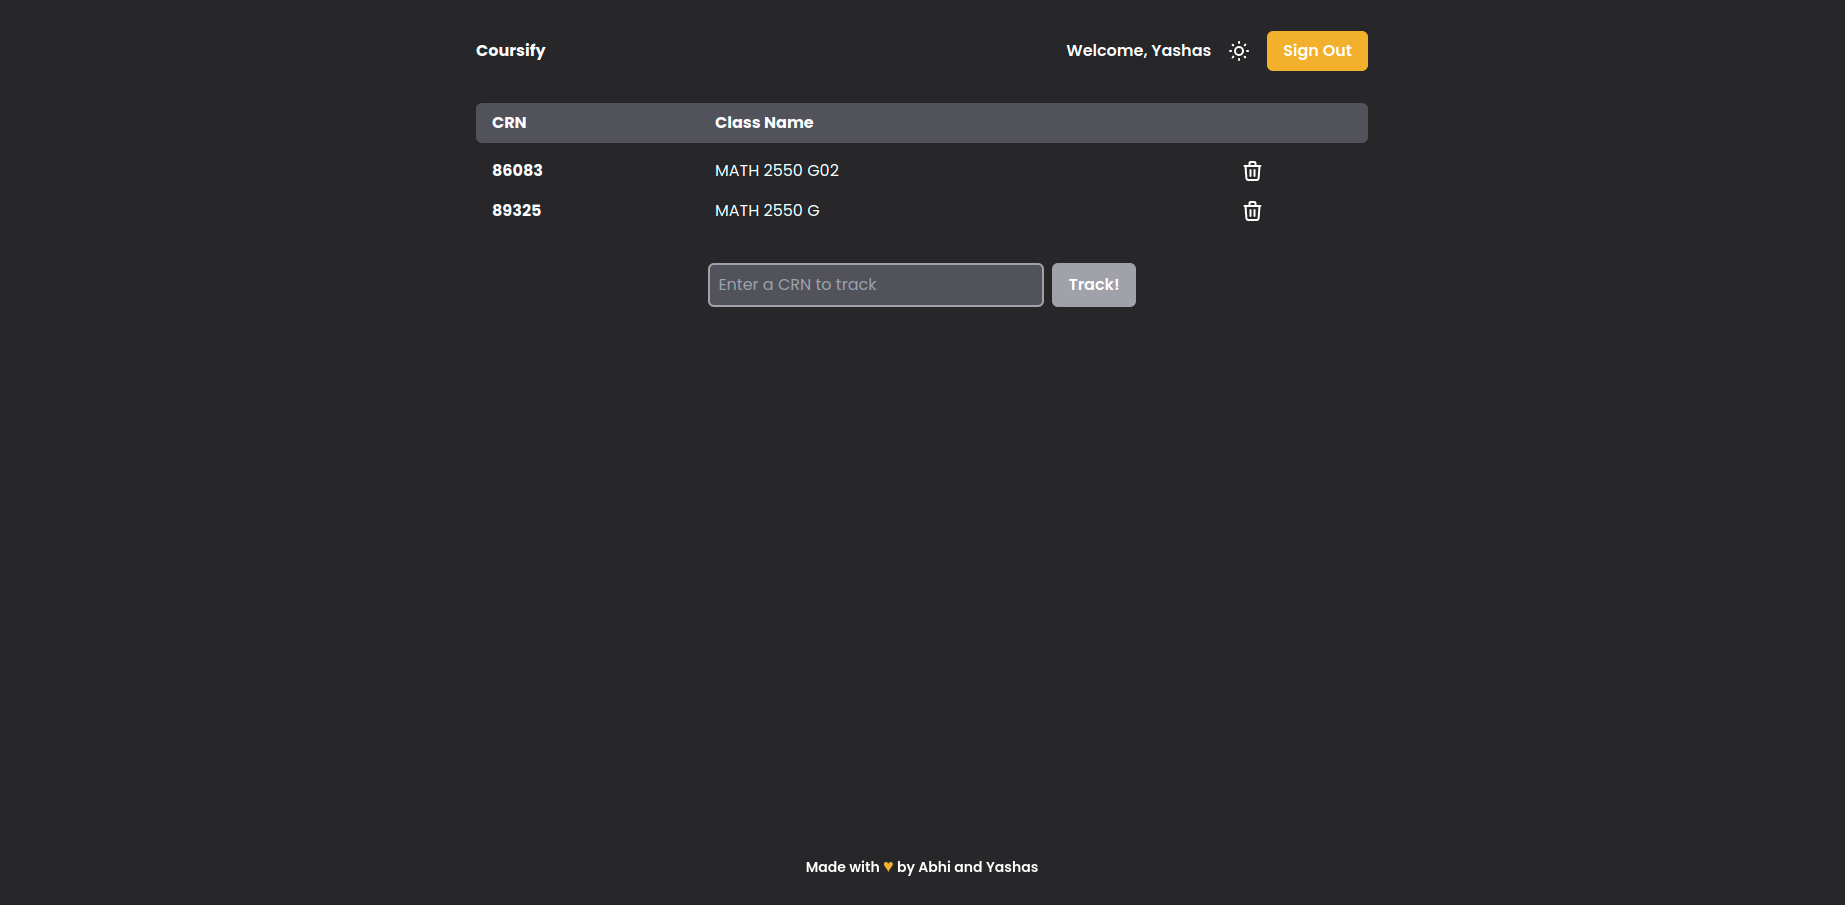 Coursify
Welcome, Yashas
Sign Out
CRN Class Name
86083 MATH 2550 G02
89325 MATH 2550 G
Enter a CRN to track
Track!
Made with ♥ by Abhi and Yashas